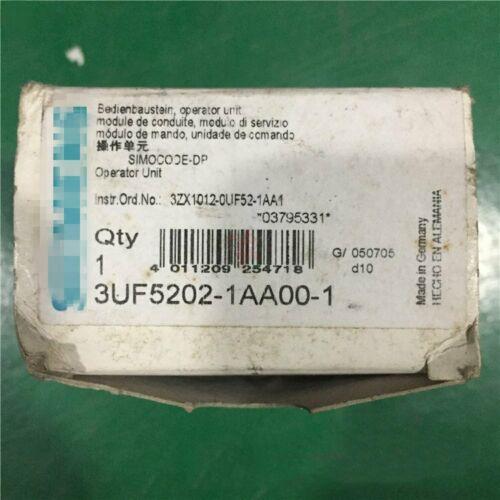 Bedienbaustein, operator unit
module de conduite, modulo di servizio
módulo de mando, unidade de comando
操作单元
SIMOCODE-DP
Operator Unit
Instr.Ord.No.: 3ZX1012-0UF52-1AA1
*03795331*
Qty
1
4 011209 254718
G/ 050705
d10
3UF5202-1AA00-1
Made in Germany
HECHO EN ALEMANIA